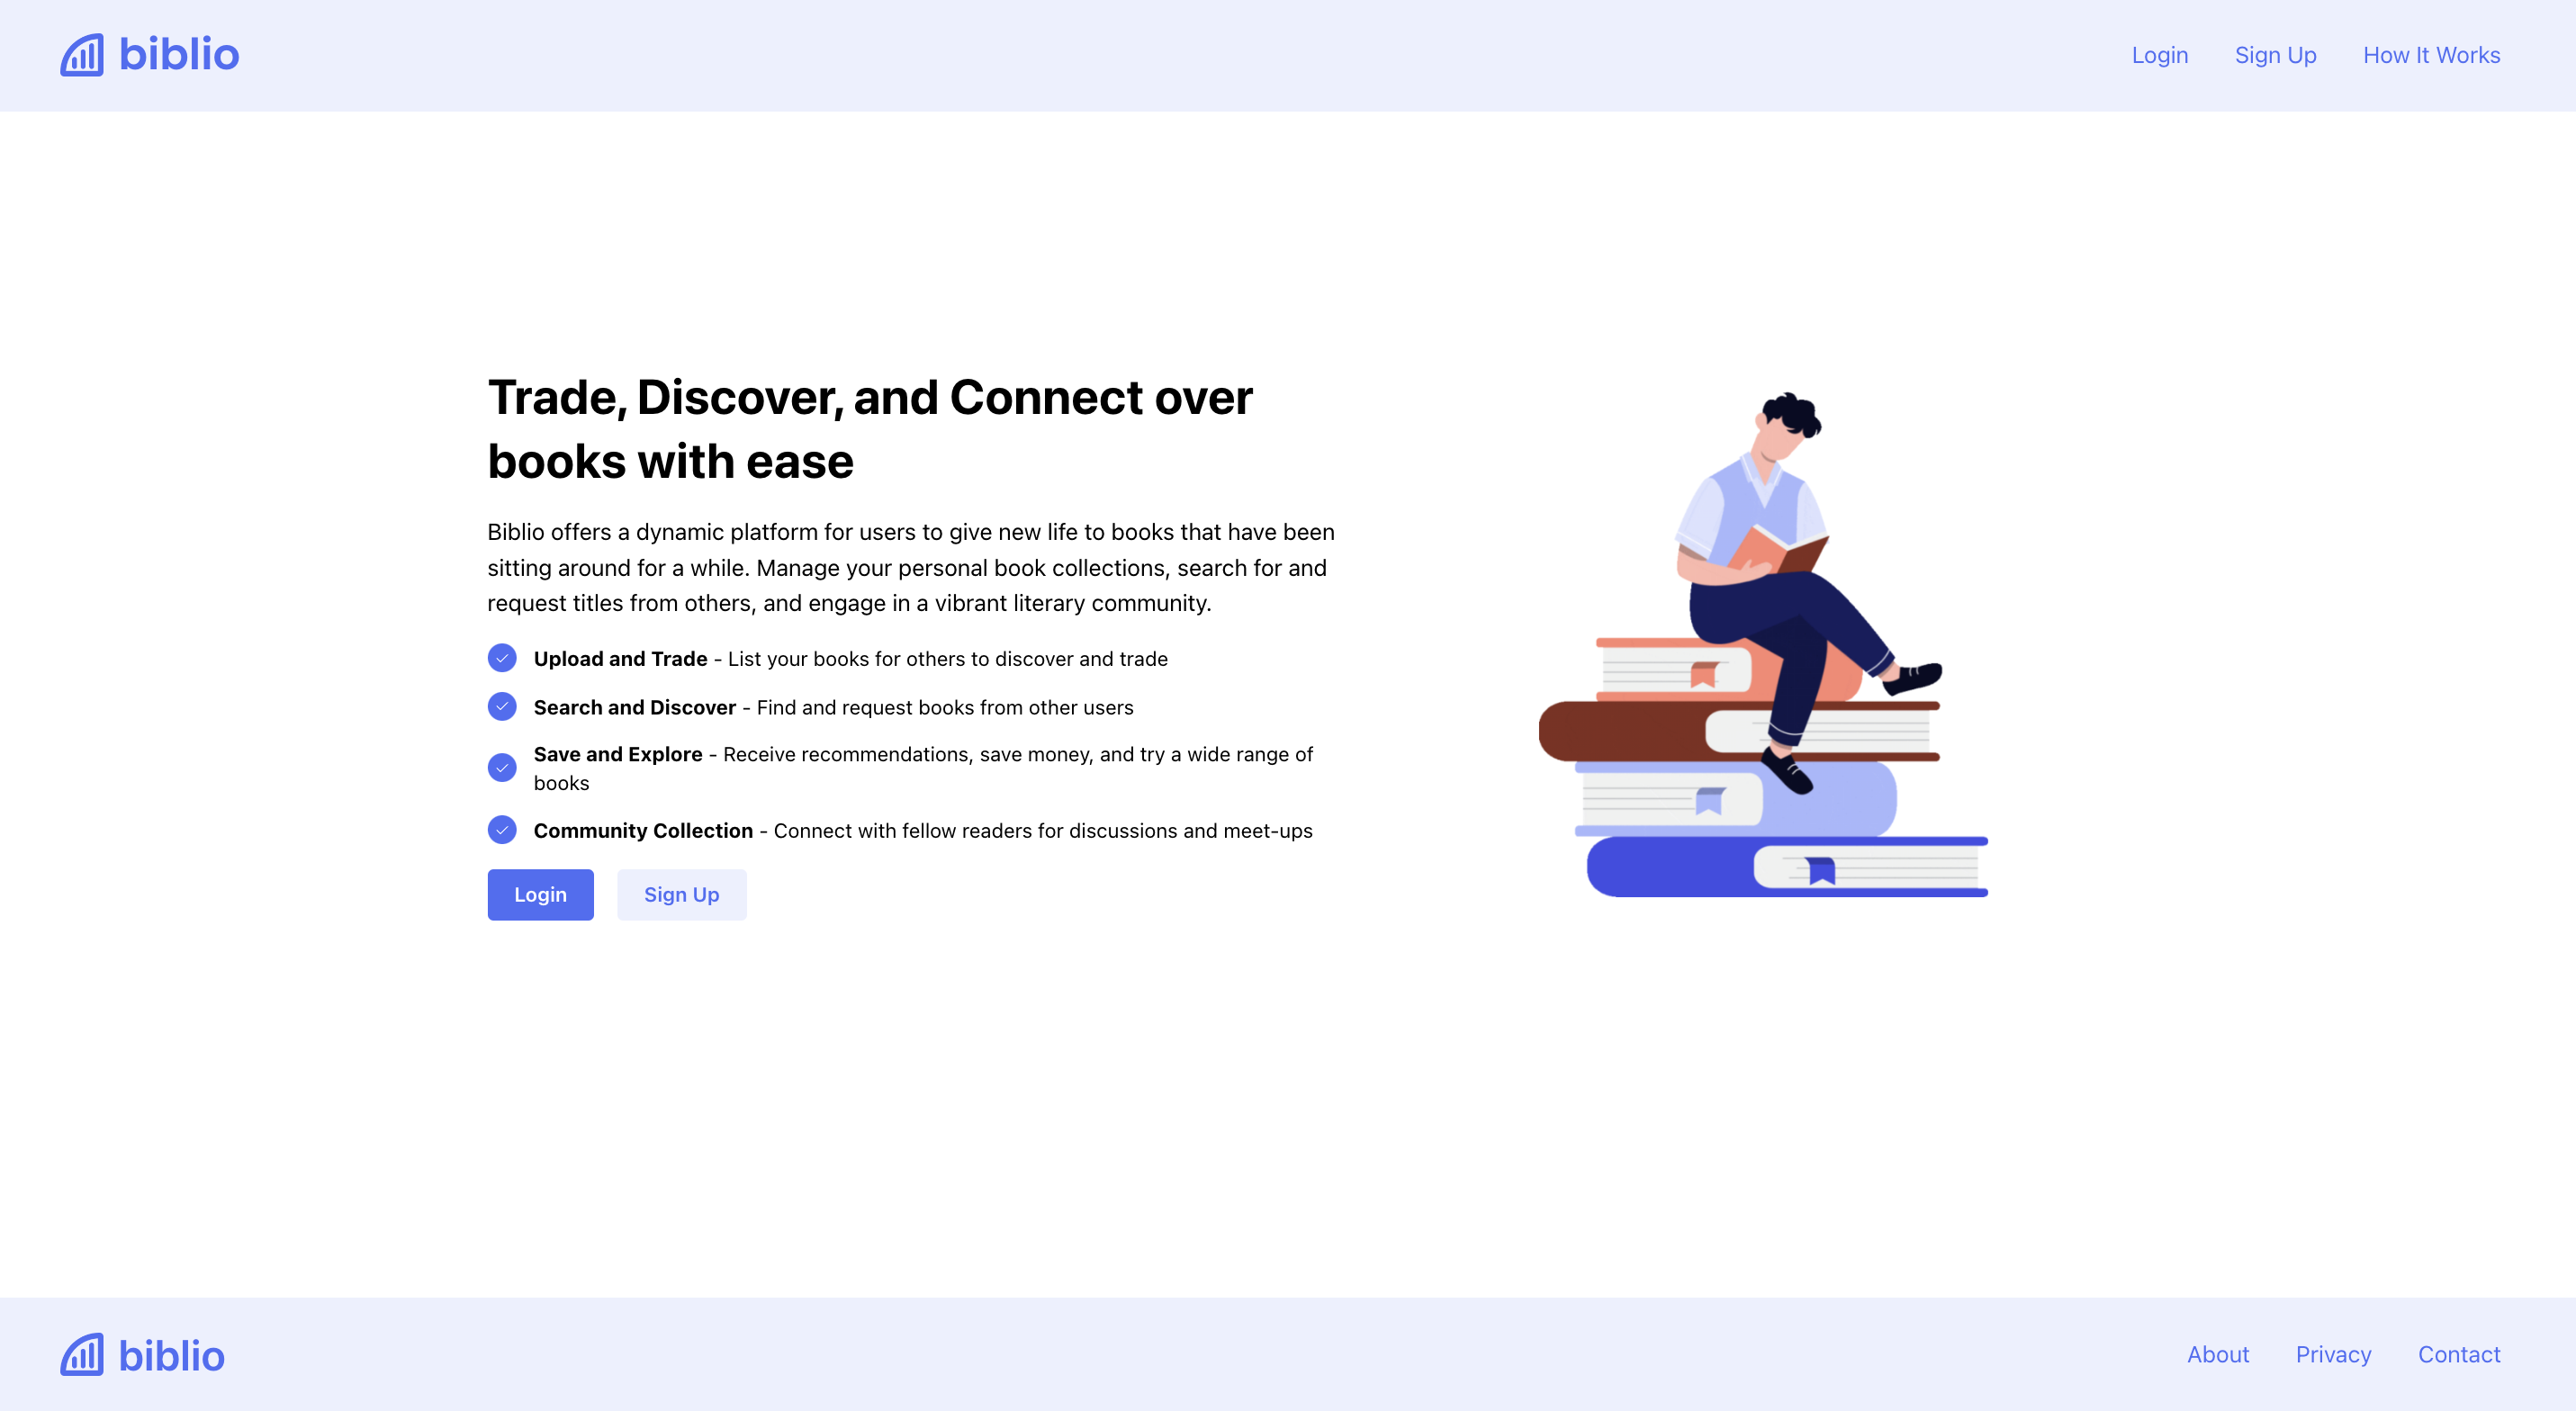 biblio
Login Sign Up How It Works
Trade, Discover, and Connect over
books with ease
Biblio offers a dynamic platform for users to give new life to books that have been
sitting around for a while. Manage your personal book collections, search for and
request titles from others, and engage in a vibrant literary community.
Upload and Trade - List your books for others to discover and trade
Search and Discover - Find and request books from other users
Save and Explore - Receive recommendations, save money, and try a wide range of
books
Community Collection - Connect with fellow readers for discussions and meet-ups
Login Sign Up
biblio
About Privacy Contact